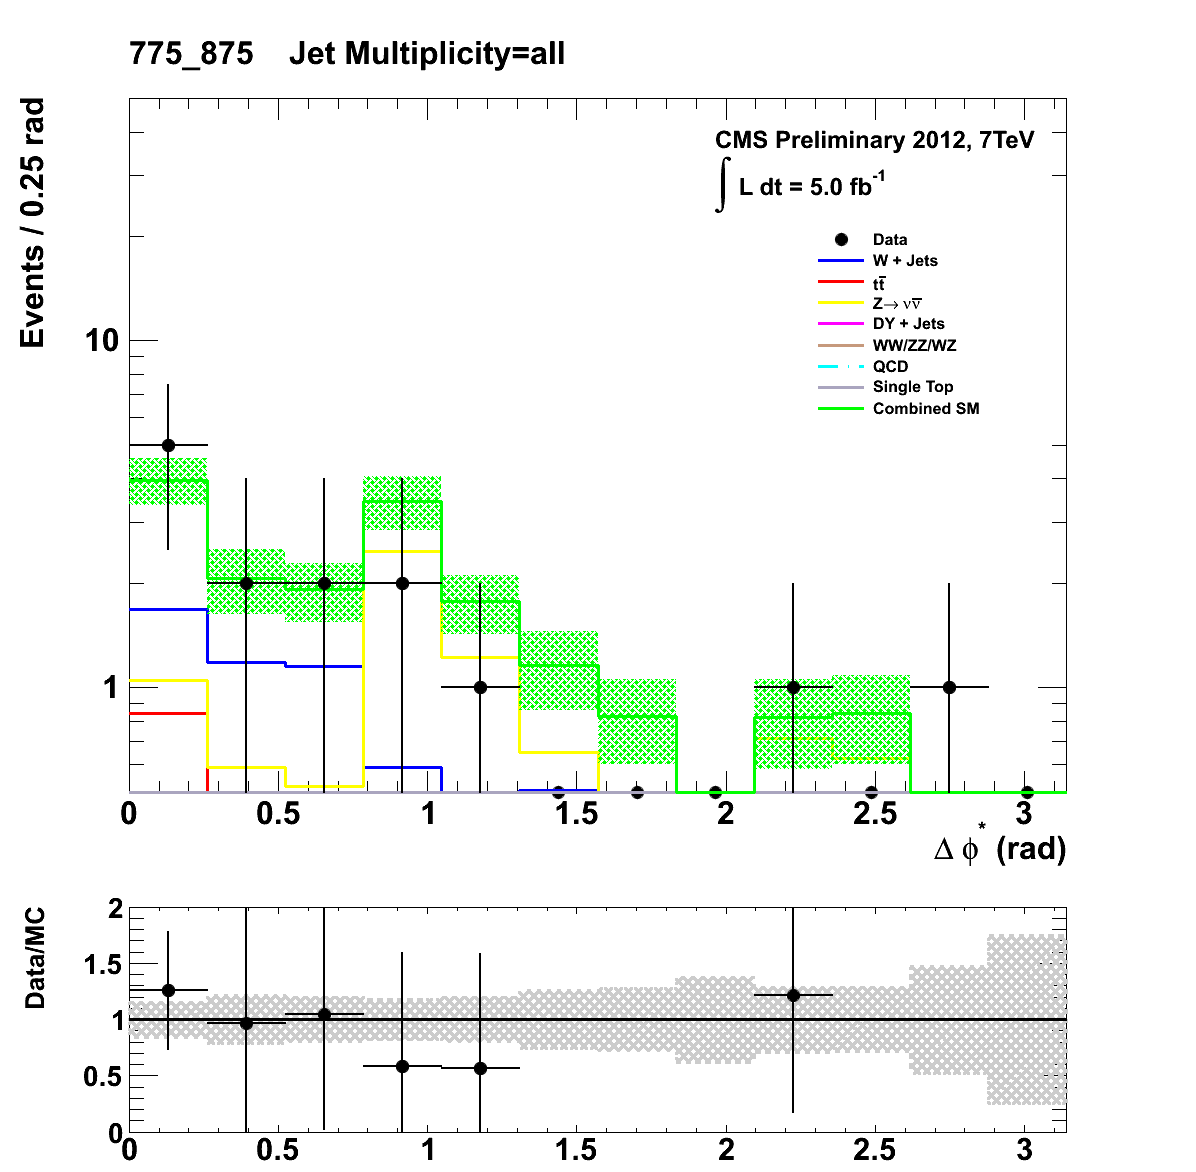 775_875    Jet Multiplicity=all
Events / 0.25 rad
CMS Preliminary 2012, 7TeV
∫ L dt = 5.0 fb⁻¹
Data
W + Jets
tt̅
Z→ νν̅
DY + Jets
WW/ZZ/WZ
QCD
Single Top
Combined SM
10
1
0 0.5 1 1.5 2 2.5 3
Δ ϕ* (rad)
Data/MC
2
1.5
1
0.5
0
0 0.5 1 1.5 2 2.5 3